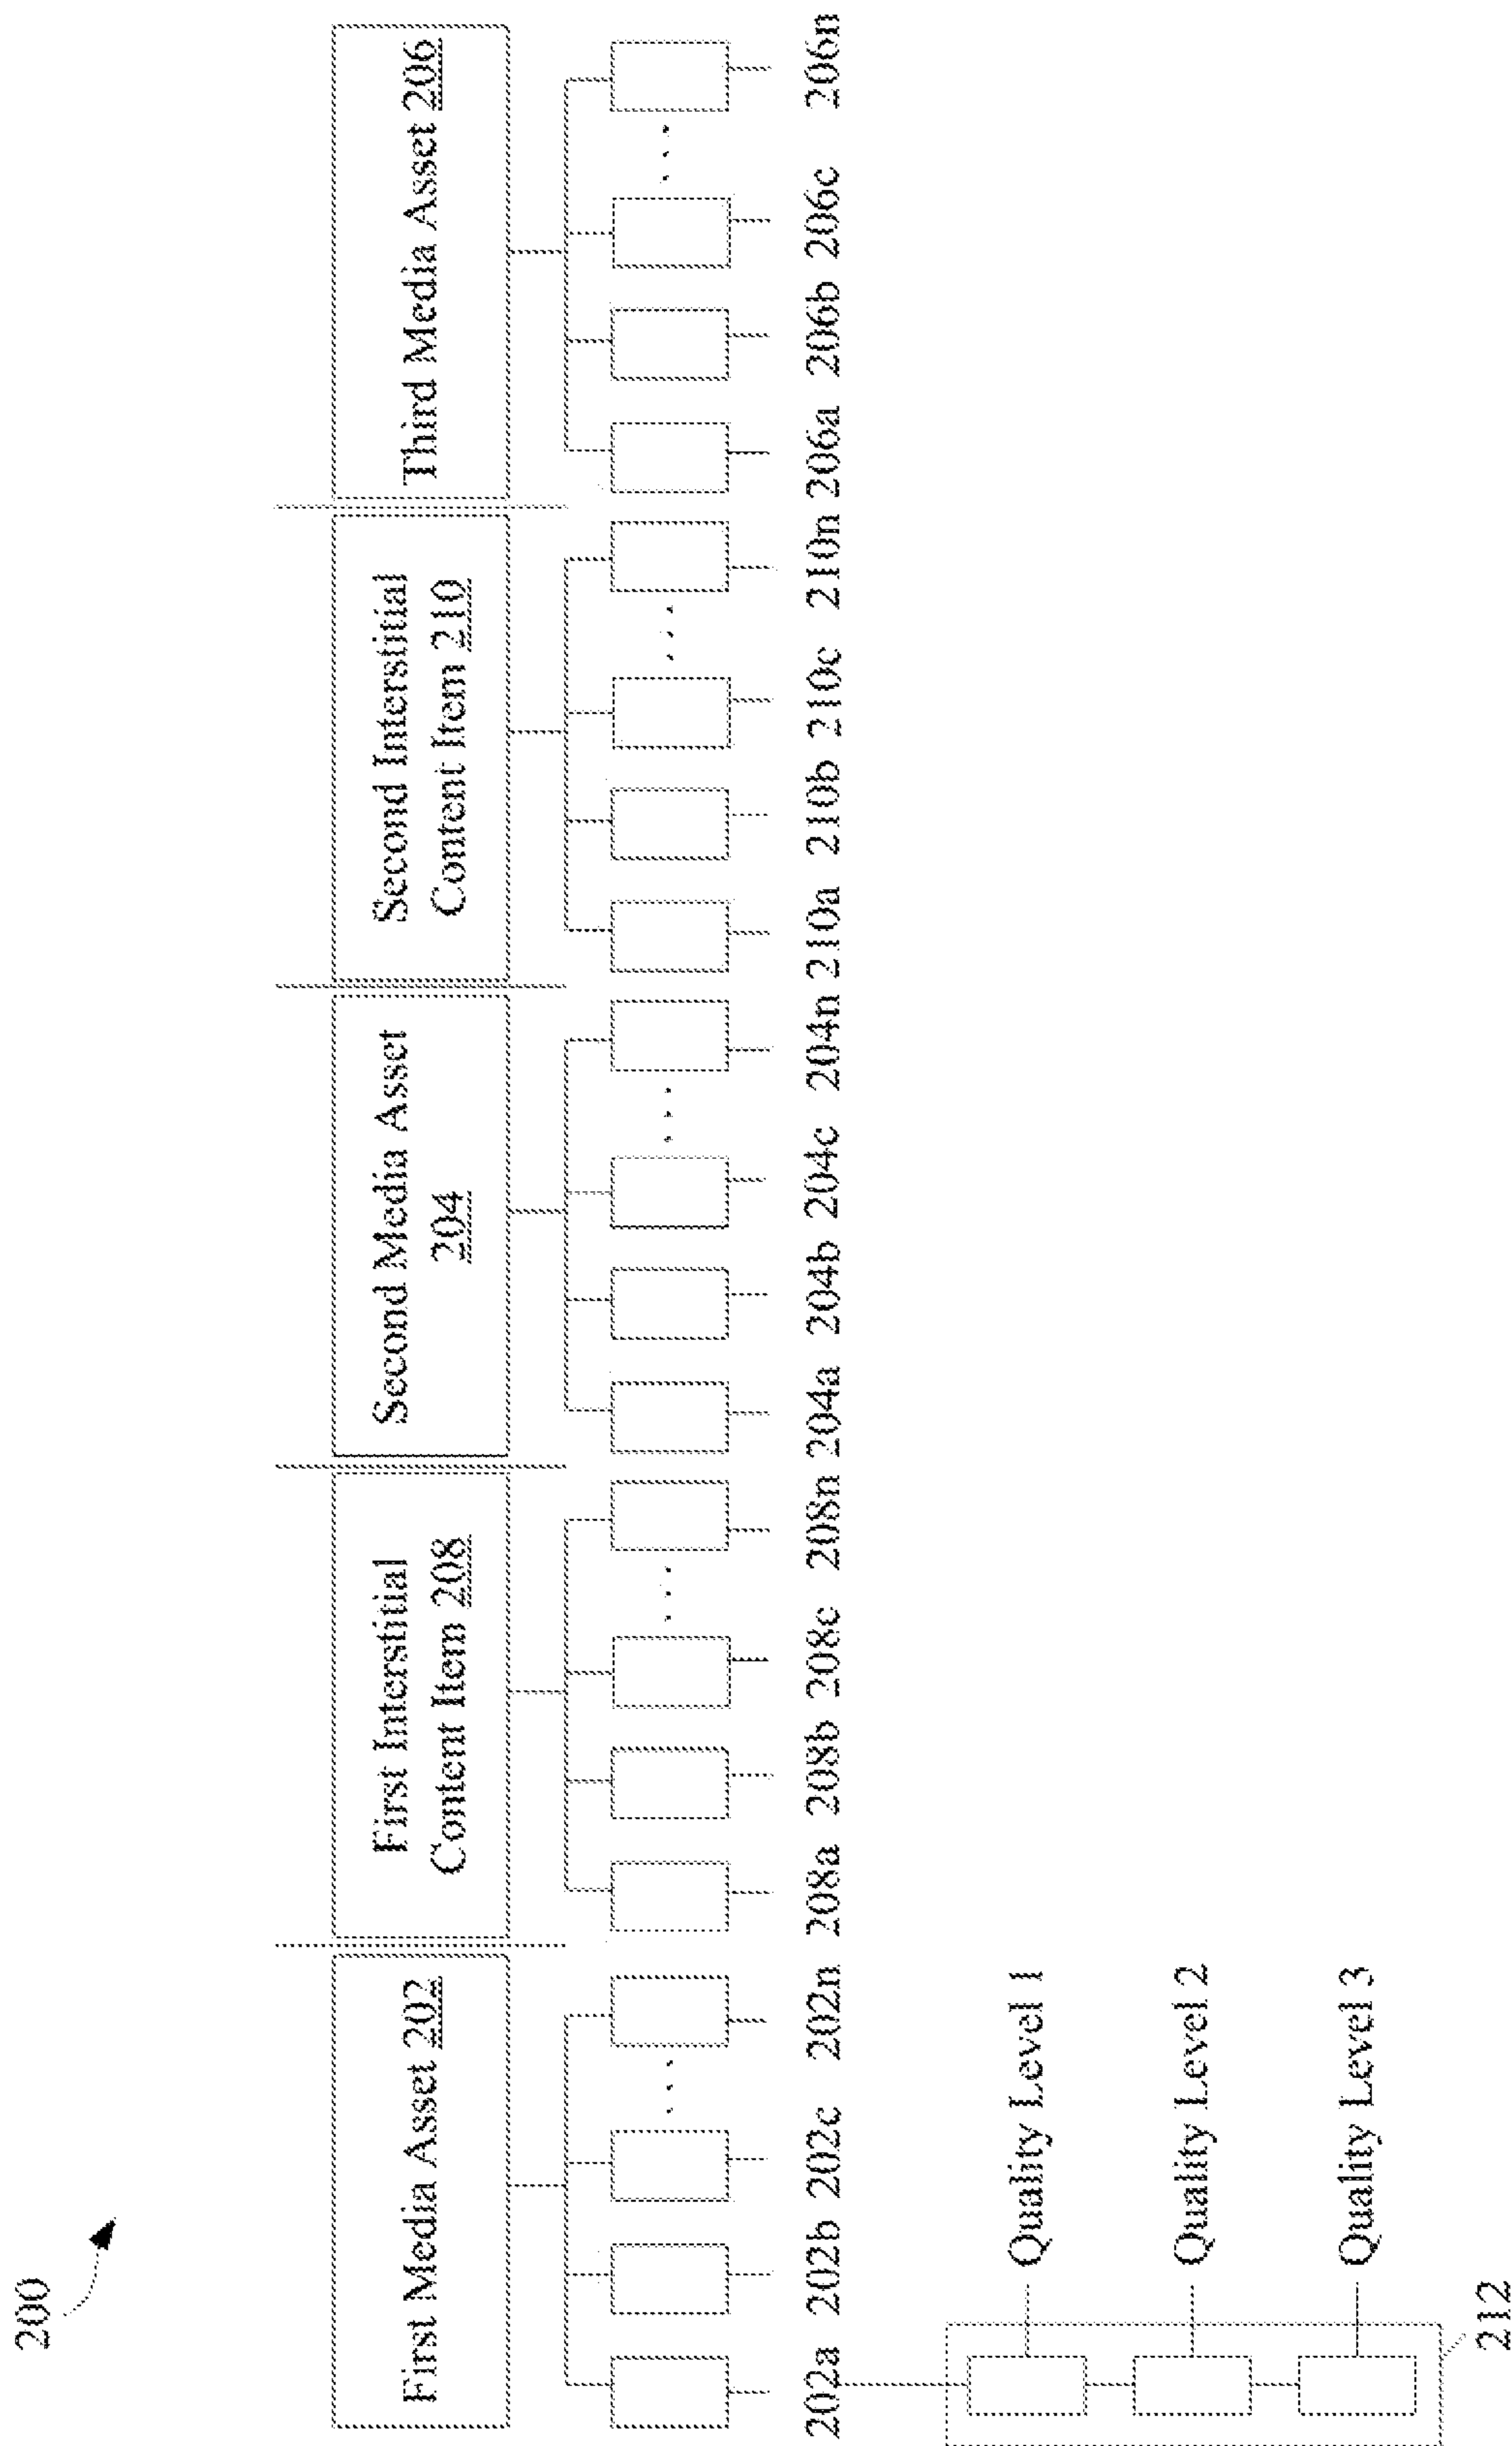 200
First Media Asset 202
First Interstitial
Content Item 208
Second Media Asset
204
Second Interstitial
Content Item 210
Third Media Asset 206
202a 202b 202c 202n 208a 208b 208c 208n 204a 204b 204c 204n 210a 210b 210c 210n 206a 206b 206c 206n
Quality Level 1
Quality Level 2
Quality Level 3
212